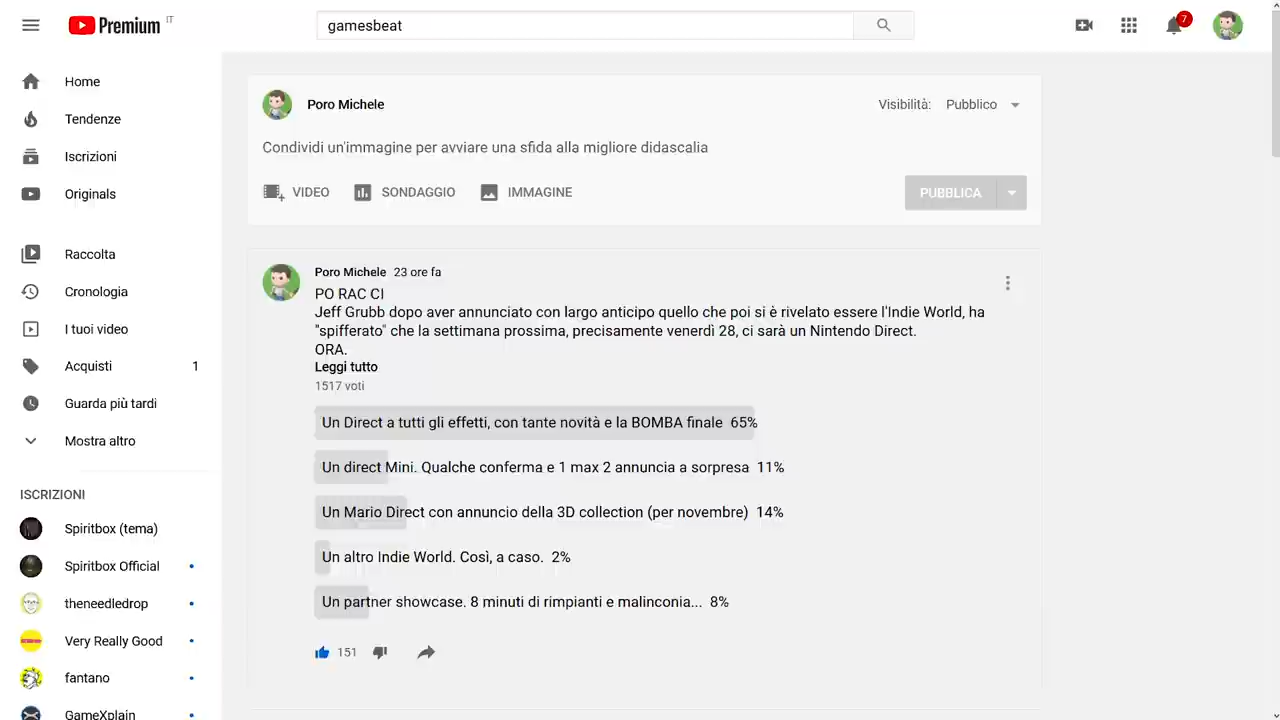 Premium IT
gamesbeat
7
Home
Tendenze
Iscrizioni
Originals
Raccolta
Cronologia
I tuoi video
Acquisti 1
Guarda più tardi
Mostra altro
ISCRIZIONI
Spiritbox (tema)
Spiritbox Official
theneedledrop
Very Really Good
fantano
GameXplain
Poro Michele
Visibilità: Pubblico
Condividi un'immagine per avviare una sfida alla migliore didascalia
VIDEO SONDAGGIO IMMAGINE
PUBBLICA
Poro Michele 23 ore fa
PO RAC CI
Jeff Grubb dopo aver annunciato con largo anticipo quello che poi si è rivelato essere l'Indie World, ha
"spifferato" che la settimana prossima, precisamente venerdì 28, ci sarà un Nintendo Direct.
ORA.
Leggi tutto
1517 voti
Un Direct a tutti gli effetti, con tante novità e la BOMBA finale 65%
Un direct Mini. Qualche conferma e 1 max 2 annuncia a sorpresa 11%
Un Mario Direct con annuncio della 3D collection (per novembre) 14%
Un altro Indie World. Così, a caso. 2%
Un partner showcase. 8 minuti di rimpianti e malinconia... 8%
151